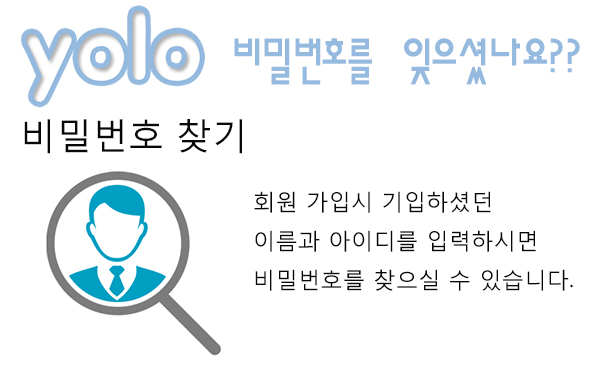 yolo 비밀번호를 잊으셨나요??
비밀번호 찾기
회원 가입시 기입하셨던
이름과 아이디를 입력하시면
비밀번호를 찾으실 수 있습니다.